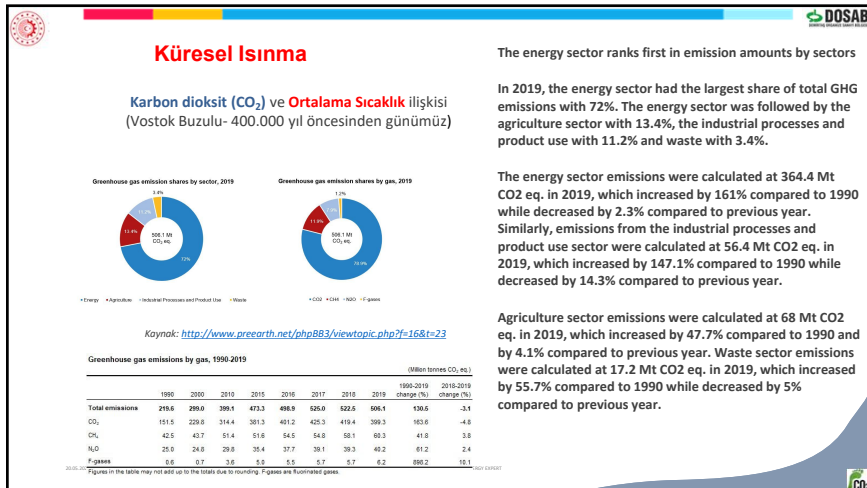 DOSAB
Küresel Isınma
Karbon dioksit (CO₂) ve Ortalama Sıcaklık ilişkisi
(Vostok Buzulu- 400.000 yıl öncesinden günümüz)
Greenhouse gas emission shares by sector, 2019
3.4%
11.2%
13.4%
506.1 Mt
CO₂ eq.
72%
• Energy • Agriculture • Industrial Processes and Product Use • Waste
Greenhouse gas emission shares by gas, 2019
1.2%
11.9%
506.1 Mt
CO₂ eq.
78.9%
• CO2 • CH4 • N2O • F-gases
Kaynak: http://www.preearth.net/phpBB3/viewtopic.php?f=16&t=23
Greenhouse gas emissions by gas, 1990-2019
(Million tonnes CO₂ eq.)
1990 2000 2010 2015 2016 2017 2018 2019 1990-2019 change (%) 2018-2019 change (%)
Total emissions 219.6 299.0 399.1 473.3 498.9 525.0 522.5 506.1 130.5 -3.1
CO₂ 151.5 229.8 314.4 381.3 401.2 425.3 419.4 399.3 163.6 -4.8
CH₄ 42.5 43.7 51.4 51.6 54.5 54.8 58.1 60.3 41.8 3.8
N₂O 25.0 24.8 29.8 35.4 37.7 39.1 39.3 40.2 61.2 2.4
F-gases 0.6 0.7 3.6 5.0 5.5 5.7 5.7 6.2 898.2 10.1
Figures in the table may not add up to the totals due to rounding. F-gases are fluorinated gases.
The energy sector ranks first in emission amounts by sectors
In 2019, the energy sector had the largest share of total GHG
emissions with 72%. The energy sector was followed by the
agriculture sector with 13.4%, the industrial processes and
product use with 11.2% and waste with 3.4%.
The energy sector emissions were calculated at 364.4 Mt
CO2 eq. in 2019, which increased by 161% compared to 1990
while decreased by 2.3% compared to previous year.
Similarly, emissions from the industrial processes and
product use sector were calculated at 56.4 Mt CO2 eq. in
2019, which increased by 147.1% compared to 1990 while
decreased by 14.3% compared to previous year.
Agriculture sector emissions were calculated at 68 Mt CO2
eq. in 2019, which increased by 47.7% compared to 1990 and
by 4.1% compared to previous year. Waste sector emissions
were calculated at 17.2 Mt CO2 eq. in 2019, which increased
by 55.7% compared to 1990 while decreased by 5%
compared to previous year.